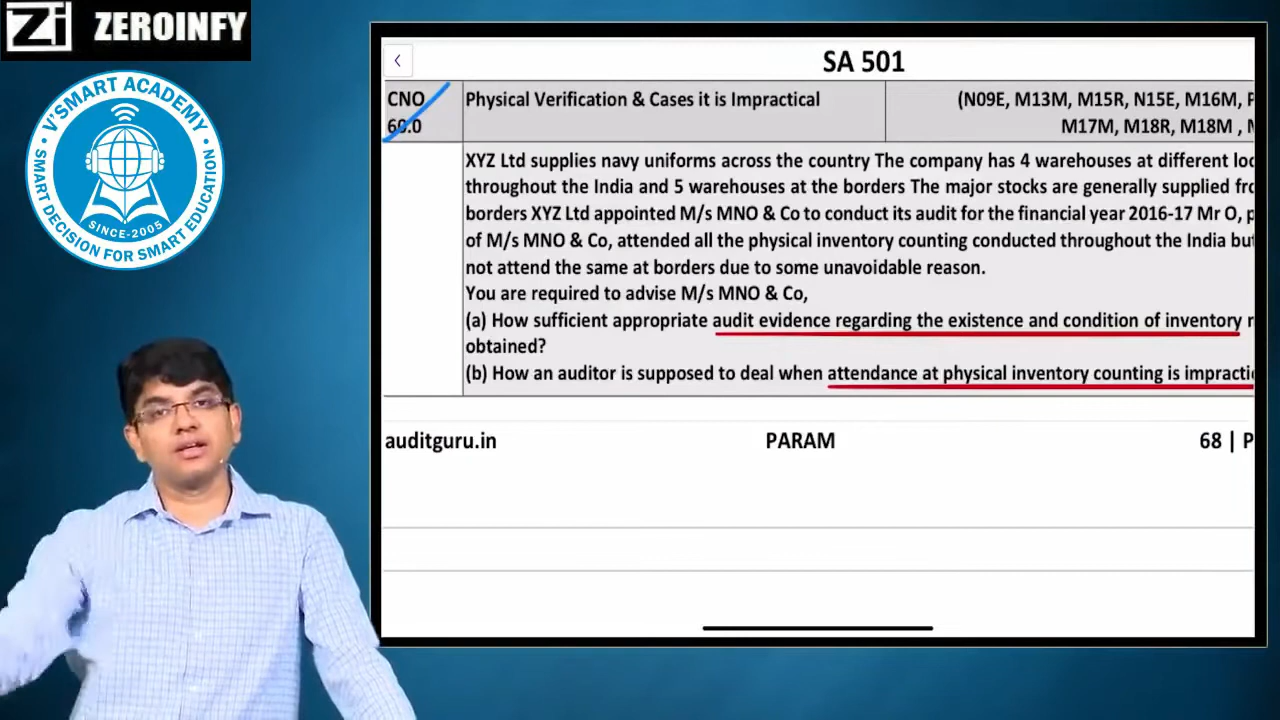 Zi ZEROINFY
V'SMART ACADEMY
SMART DECISION FOR SMART EDUCATION
SINCE-2005
SA 501
CNO
60.0
Physical Verification & Cases it is Impractical
(N09E, M13M, M15R, N15E, M16M, P
M17M, M18R, M18M ,
XYZ Ltd supplies navy uniforms across the country The company has 4 warehouses at different loc
throughout the India and 5 warehouses at the borders The major stocks are generally supplied fro
borders XYZ Ltd appointed M/s MNO & Co to conduct its audit for the financial year 2016-17 Mr O, p
of M/s MNO & Co, attended all the physical inventory counting conducted throughout the India but
not attend the same at borders due to some unavoidable reason.
You are required to advise M/s MNO & Co,
(a) How sufficient appropriate audit evidence regarding the existence and condition of inventory
obtained?
(b) How an auditor is supposed to deal when attendance at physical inventory counting is impractic
auditguru.in
PARAM
68 | P